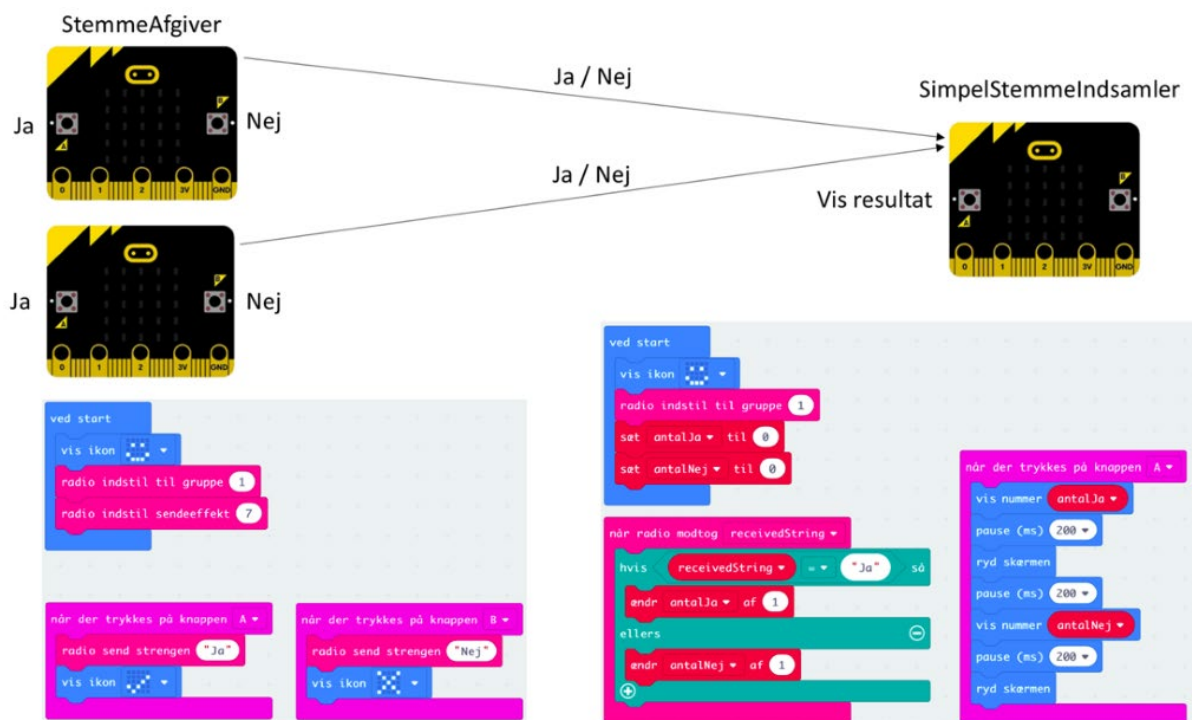 StemmeAfgiver
Ja
Nej
B
A
0 1 2 3V GND
Ja / Nej
Ja / Nej
SimpelStemmeIndsamler
Vis resultat
B
A
0 1 2 3V GND
Ja
Nej
B
A
0 1 2 3V GND
ved start
vis ikon
radio indstil til gruppe 1
radio indstil sendeeffekt 7
når der trykkes på knappen A
radio send strengen "Ja"
vis ikon
når der trykkes på knappen B
radio send strengen "Nej"
vis ikon
ved start
vis ikon
radio indstil til gruppe 1
sæt antalJa til 0
sæt antalNej til 0
når radio modtog receivedString
hvis receivedString = "Ja" så
ændr antalJa af 1
ellers
ændr antalNej af 1
når der trykkes på knappen A
vis nummer antalJa
pause (ms) 200
ryd skærmen
pause (ms) 200
vis nummer antalNej
pause (ms) 200
ryd skærmen